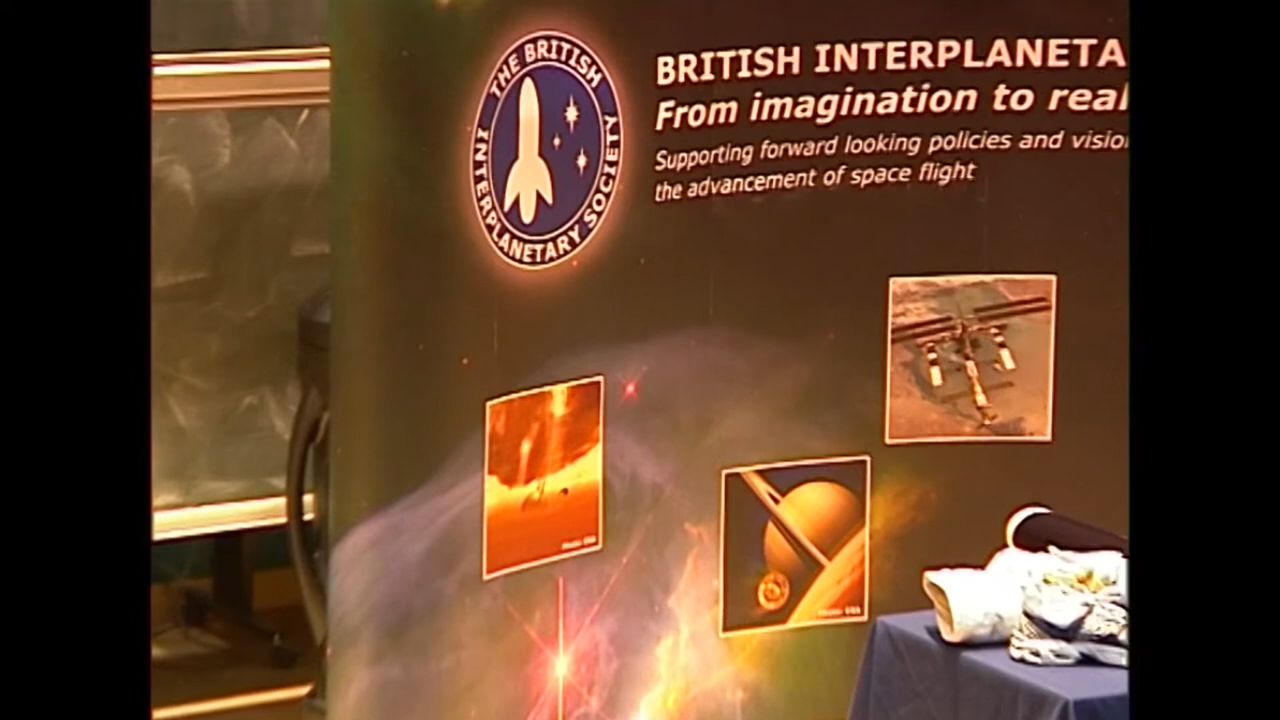 THE BRITISH INTERPLANETARY SOCIETY
BRITISH INTERPLANETA
From imagination to real
Supporting forward looking policies and visio
the advancement of space flight